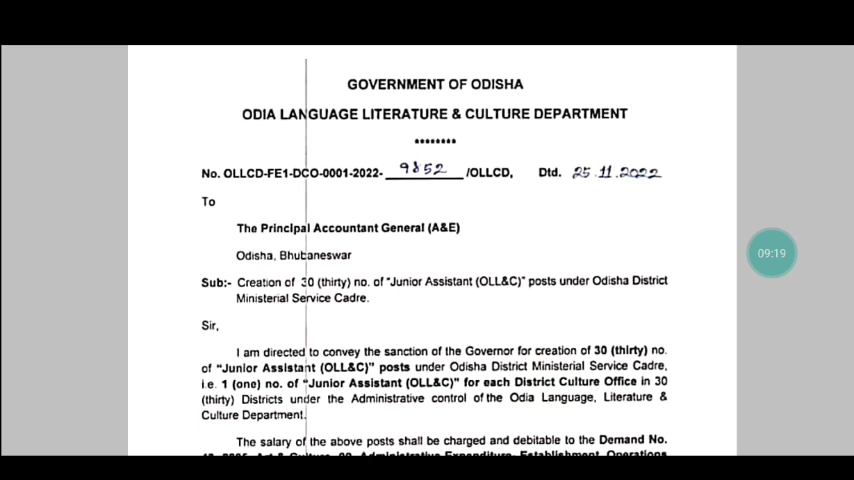 GOVERNMENT OF ODISHA
ODIA LANGUAGE LITERATURE & CULTURE DEPARTMENT
********
No. OLLCD-FE1-DCO-0001-2022- 9852 /OLLCD, Dtd. 25.11.2022
To
The Principal Accountant General (A&E)
Odisha, Bhubaneswar
Sub:- Creation of 30 (thirty) no. of "Junior Assistant (OLL&C)" posts under Odisha District
Ministerial Service Cadre.
Sir,
I am directed to convey the sanction of the Governor for creation of 30 (thirty) no.
of "Junior Assistant (OLL&C)" posts under Odisha District Ministerial Service Cadre,
i.e. 1 (one) no. of "Junior Assistant (OLL&C)" for each District Culture Office in 30
(thirty) Districts under the Administrative control of the Odia Language, Literature &
Culture Department.
The salary of the above posts shall be charged and debitable to the Demand No.
Art & Culture Administrative Expenditure, Establishment, Operations
09:19